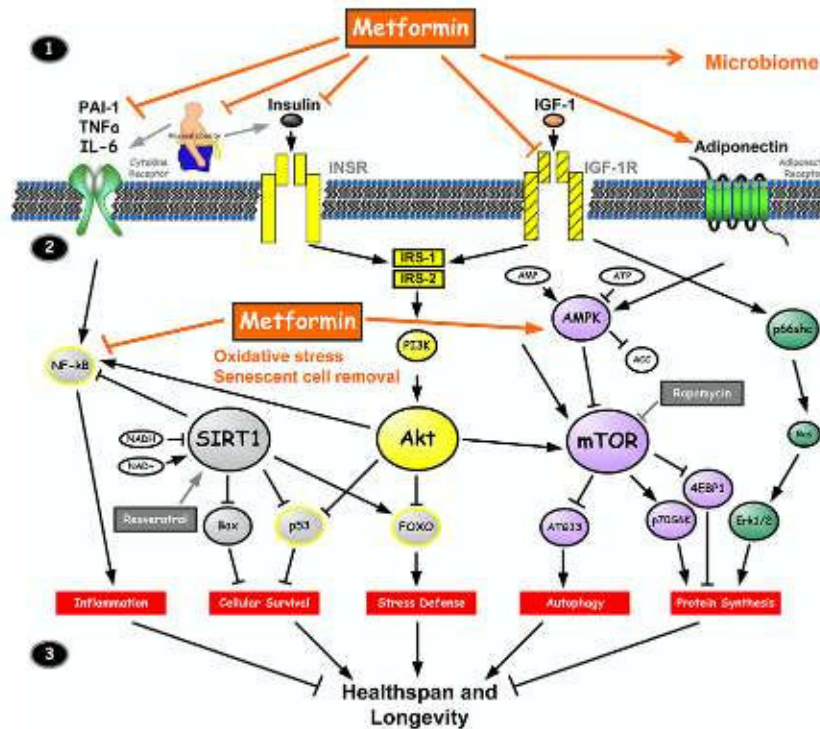 Metformin
1
Microbiome
PAI-1
TNFα
IL-6
Insulin
IGF-1
Adiponectin
Cytokine
Receptor
INSR
IGF-1R
Adiponectin
Receptor
2
IRS-1
IRS-2
AMP
ATP
AMPK
ACC
p66shc
Metformin
Oxidative stress
Senescent cell removal
PI3K
NF-kB
Rapamycin
NADH
NAD+
SIRT1
Akt
mTOR
Ras
Resveratrol
Bax
p53
FOXO
ATG13
p70S6K
4EBP1
Erk1/2
Inflammation
Cellular Survival
Stress Defense
Autophagy
Protein Synthesis
3
Healthspan and
Longevity